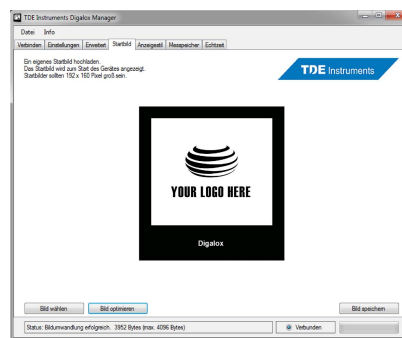 TDE Instruments Digalox Manager
Datei Info
Verbinden Einstellungen Erweitert Startbild Anzeigestil Messpeicher Echtzeit
Ein eigenes Startbild hochladen.
Das Startbild wird zum Start des Gerätes angezeigt.
Startbilder sollten 192 x 160 Pixel groß sein.
TDE Instruments
YOUR LOGO HERE
Digalox
Bild wählen Bild optimieren Bild speichern
Status: Bildumwandlung erfolgreich. 3952 Bytes (max. 4096 Bytes) Verbunden